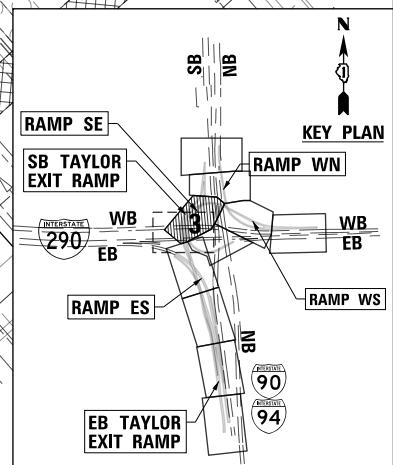 N
SB
NB
1
RAMP SE
KEY PLAN
SB TAYLOR
EXIT RAMP
RAMP WN
3
WB
WB
INTERSTATE
290
EB
EB
RAMP ES
RAMP WS
NB
INTERSTATE
90
INTERSTATE
94
EB TAYLOR
EXIT RAMP